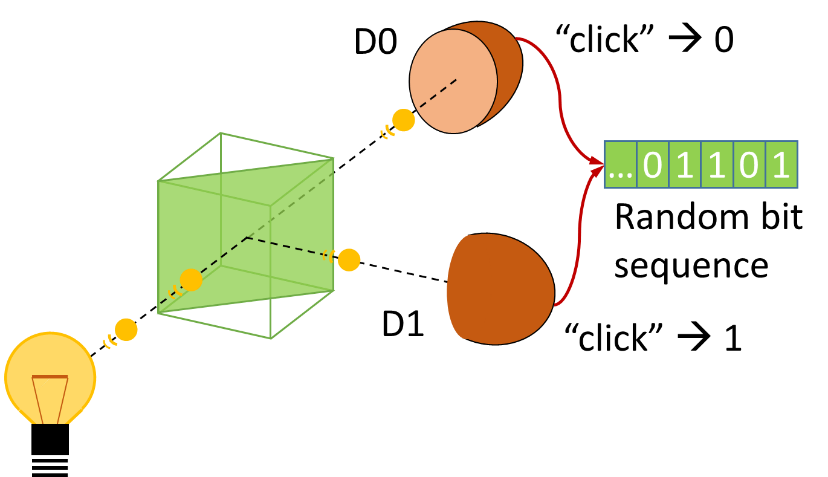 D0
“click” → 0
... 0 1 1 0 1
Random bit
sequence
D1
“click” → 1